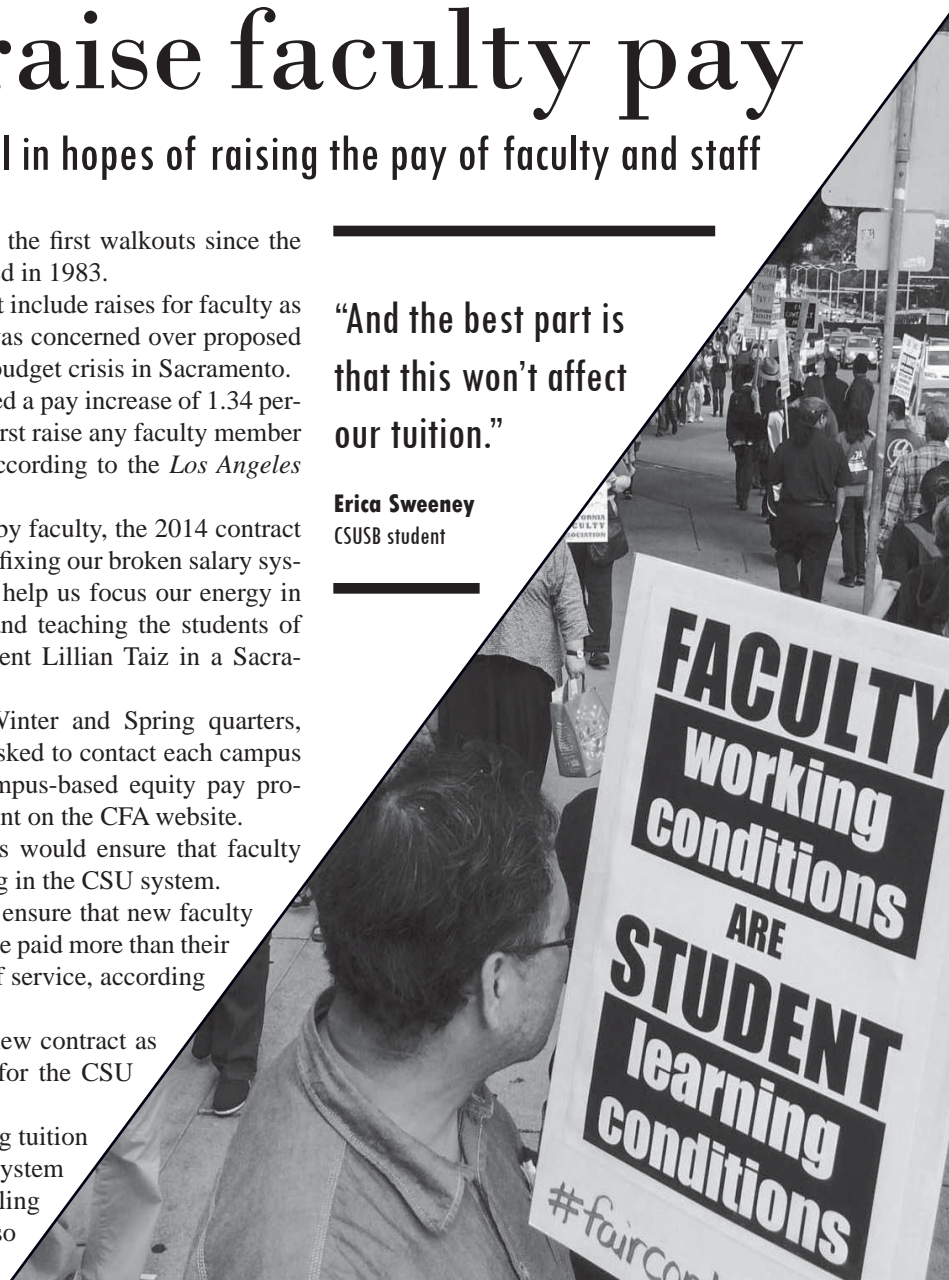 raise faculty pay
l in hopes of raising the pay of faculty and staff
the first walkouts since the
d in 1983.
t include raises for faculty as
was concerned over proposed
budget crisis in Sacramento.
ed a pay increase of 1.34 per-
rst raise any faculty member
ccording to the Los Angeles
by faculty, the 2014 contract
fixing our broken salary sys-
help us focus our energy in
nd teaching the students of
ent Lillian Taiz in a Sacra-
Winter and Spring quarters,
sked to contact each campus
mpus-based equity pay pro-
nt on the CFA website.
s would ensure that faculty
g in the CSU system.
ensure that new faculty
e paid more than their
f service, according
ew contract as
for the CSU
g tuition
ystem
ling
so
“And the best part is
that this won’t affect
our tuition.”
Erica Sweeney
CSUSB student
FACULTY
working
conditions
ARE
STUDENT
learning
conditions
#fairCon